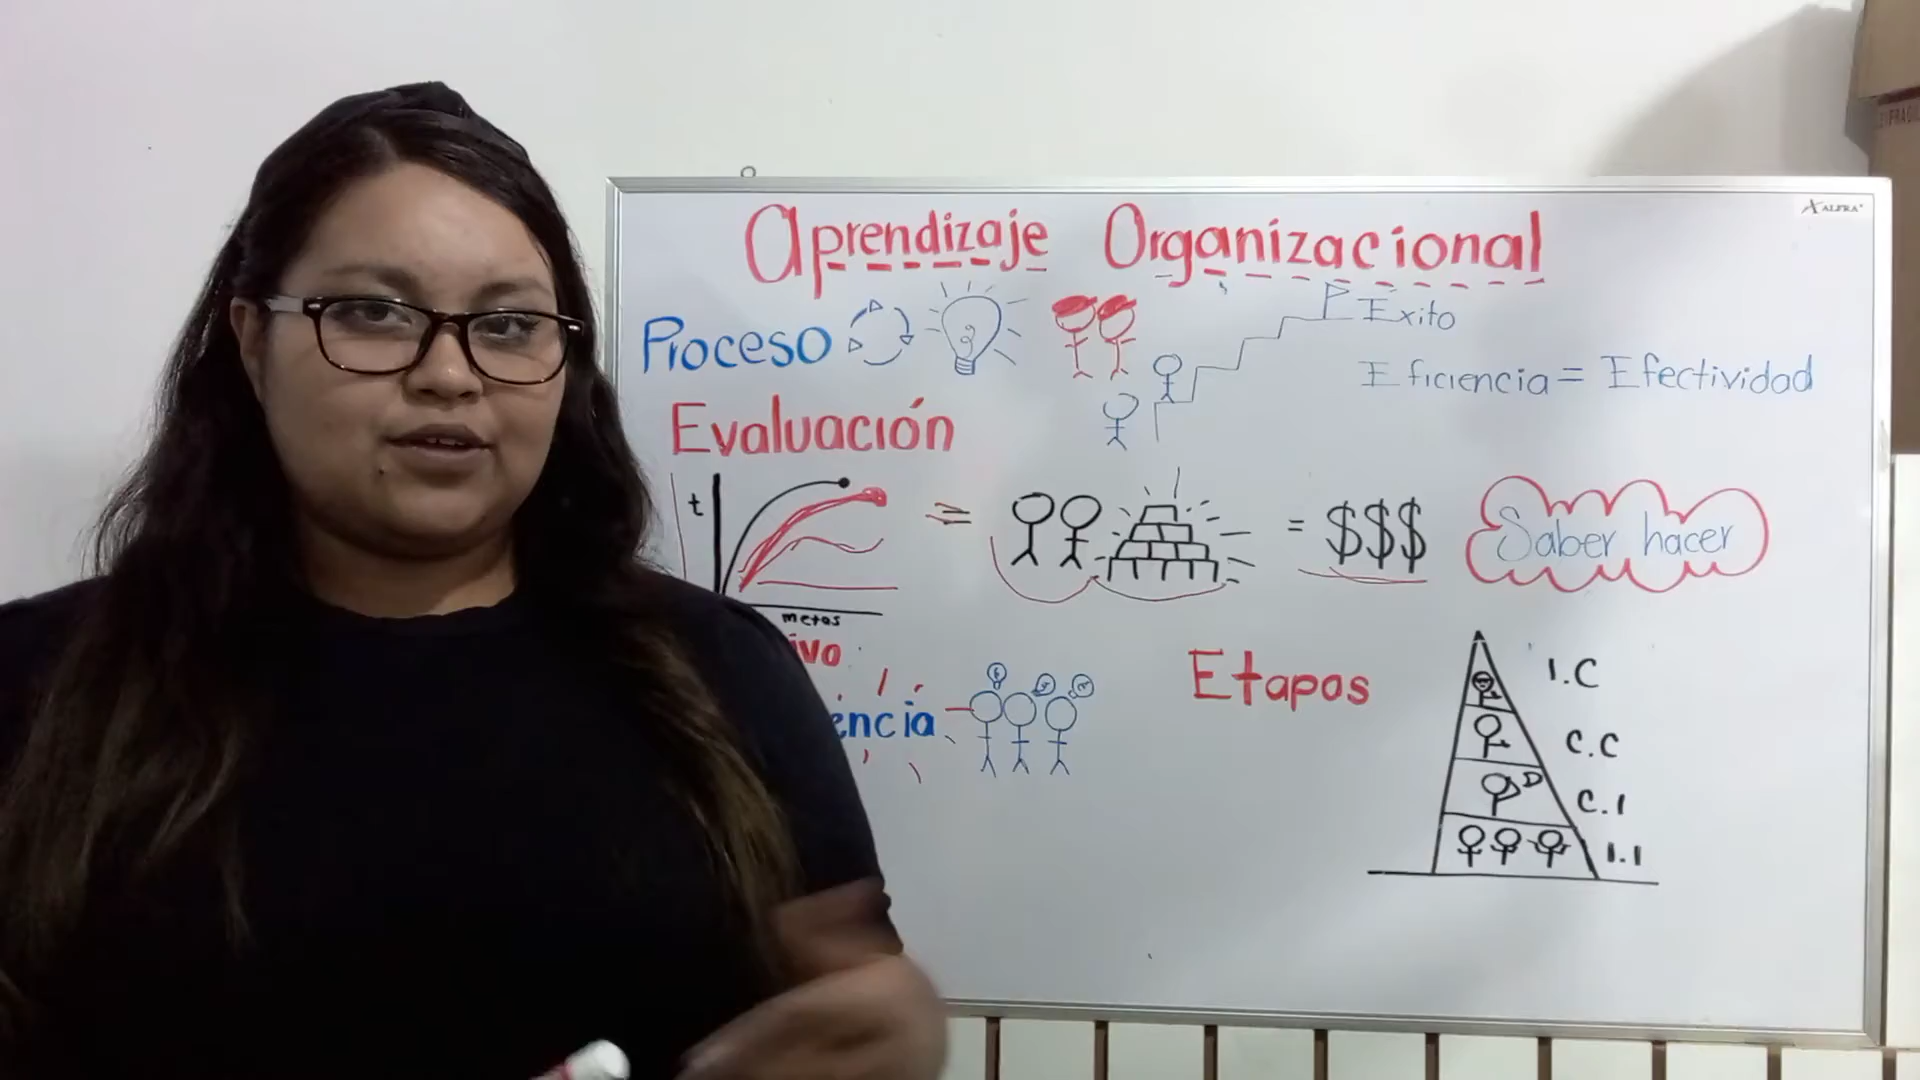 ALFRA
Aprendizaje Organizacional
Proceso
Éxito
Eficiencia = Efectividad
Evaluación
t
= = $$$
Saber hacer
metas
ivo
encia
Etapas
I.C
C.C
D
C.I
I.I